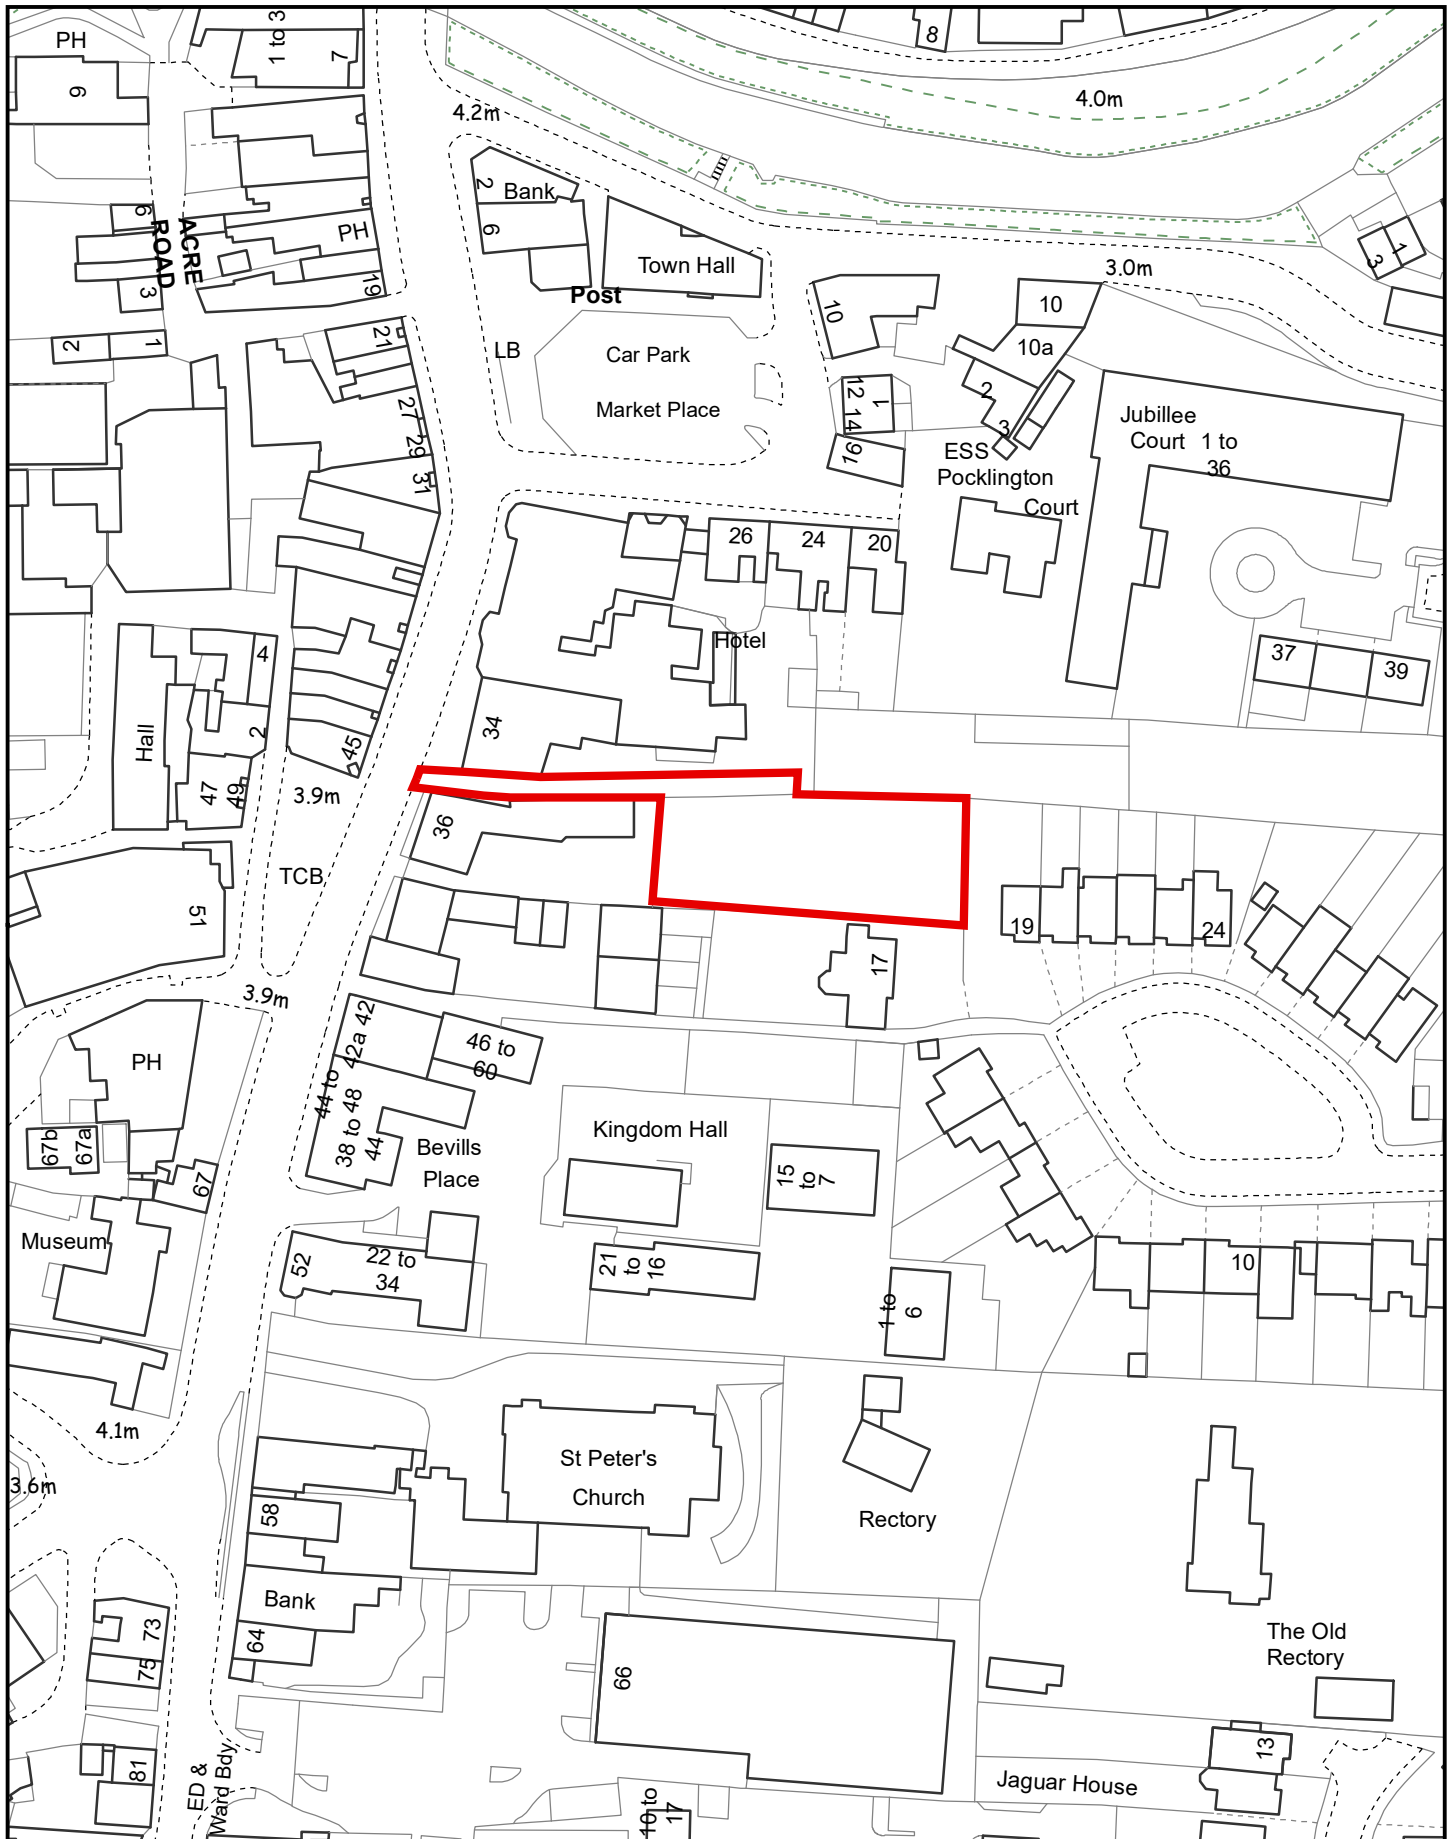 PH
1 to 3
7
8
9
4.2m
4.0m
2
Bank
6
6
ACRE
ROAD
PH
Town Hall
1
3
3.0m
3
19
Post
10
10
21
2
1
LB
Car Park
10a
Market Place
12
14
1
2
3
Jubillee
Court
1 to
36
27
29
31
16
ESS
Pocklington
Court
26
24
20
4
Hotel
37
39
Hall
2
34
45
47
49
3.9m
36
TCB
51
19
24
17
3.9m
42
42a
46 to
60
PH
44 to
38 to 48
44
Kingdom Hall
Bevills
Place
67b
67a
67
15
to
7
Museum
52
22 to
34
21
to
16
10
1 to
6
4.1m
St Peter's
Church
3.6m
58
Rectory
Bank
64
73
75
66
The Old
Rectory
13
81
ED &
Ward Bdy
Jaguar House
10 to
17